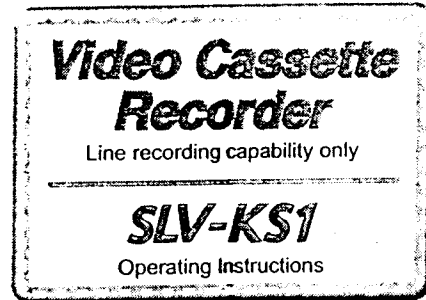 Video Cassette
Recorder
Line recording capability only
SLV-KS1
Operating Instructions